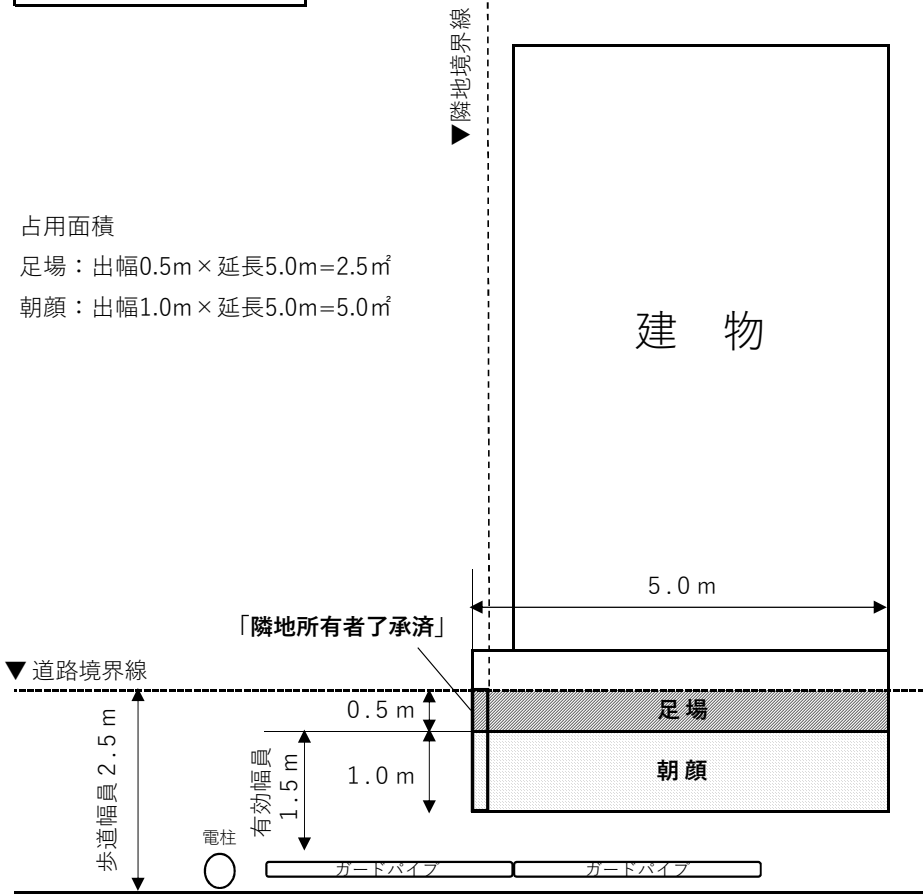 ▼隣地境界線
占用面積
足場：出幅0.5m×延長5.0m=2.5㎡
朝顔：出幅1.0m×延長5.0m=5.0㎡
建 物
5.0m
「隣地所有者了承済」
▼道路境界線
0.5m
足場
歩道幅員2.5m
有効幅員
1.5m
1.0m
朝顔
電柱
ガードパイプ
ガードパイプ